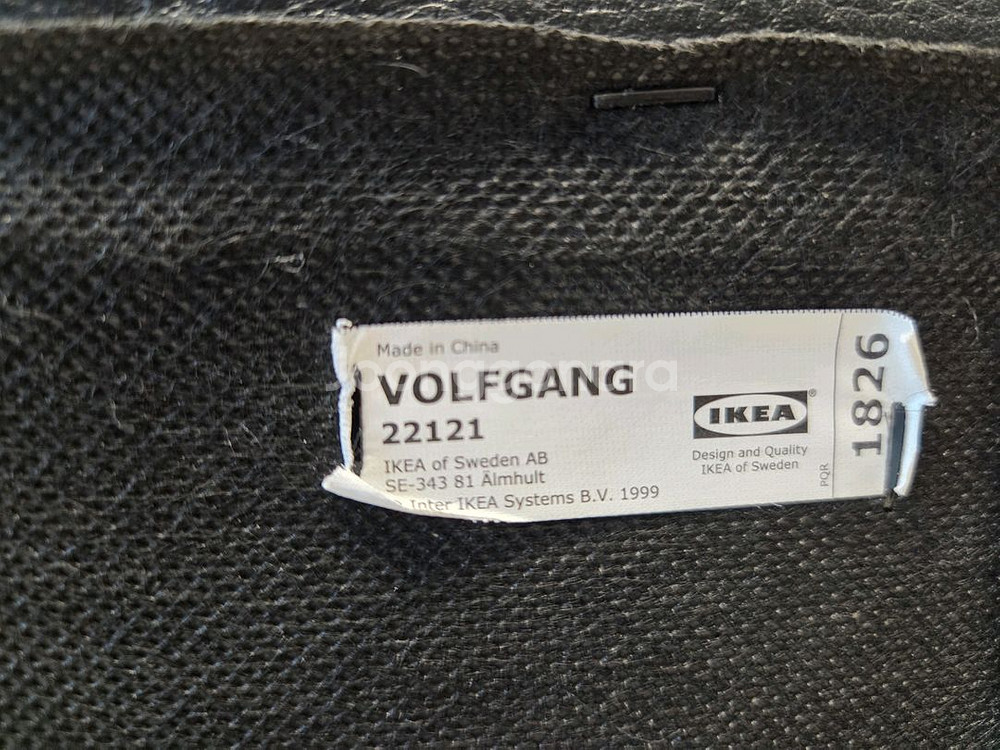 Made in China
VOLFGANG
22121
IKEA of Sweden AB
SE-343 81 Älmhult
Inter IKEA Systems B.V. 1999
IKEA®
Design and Quality
IKEA of Sweden
PQR
1826